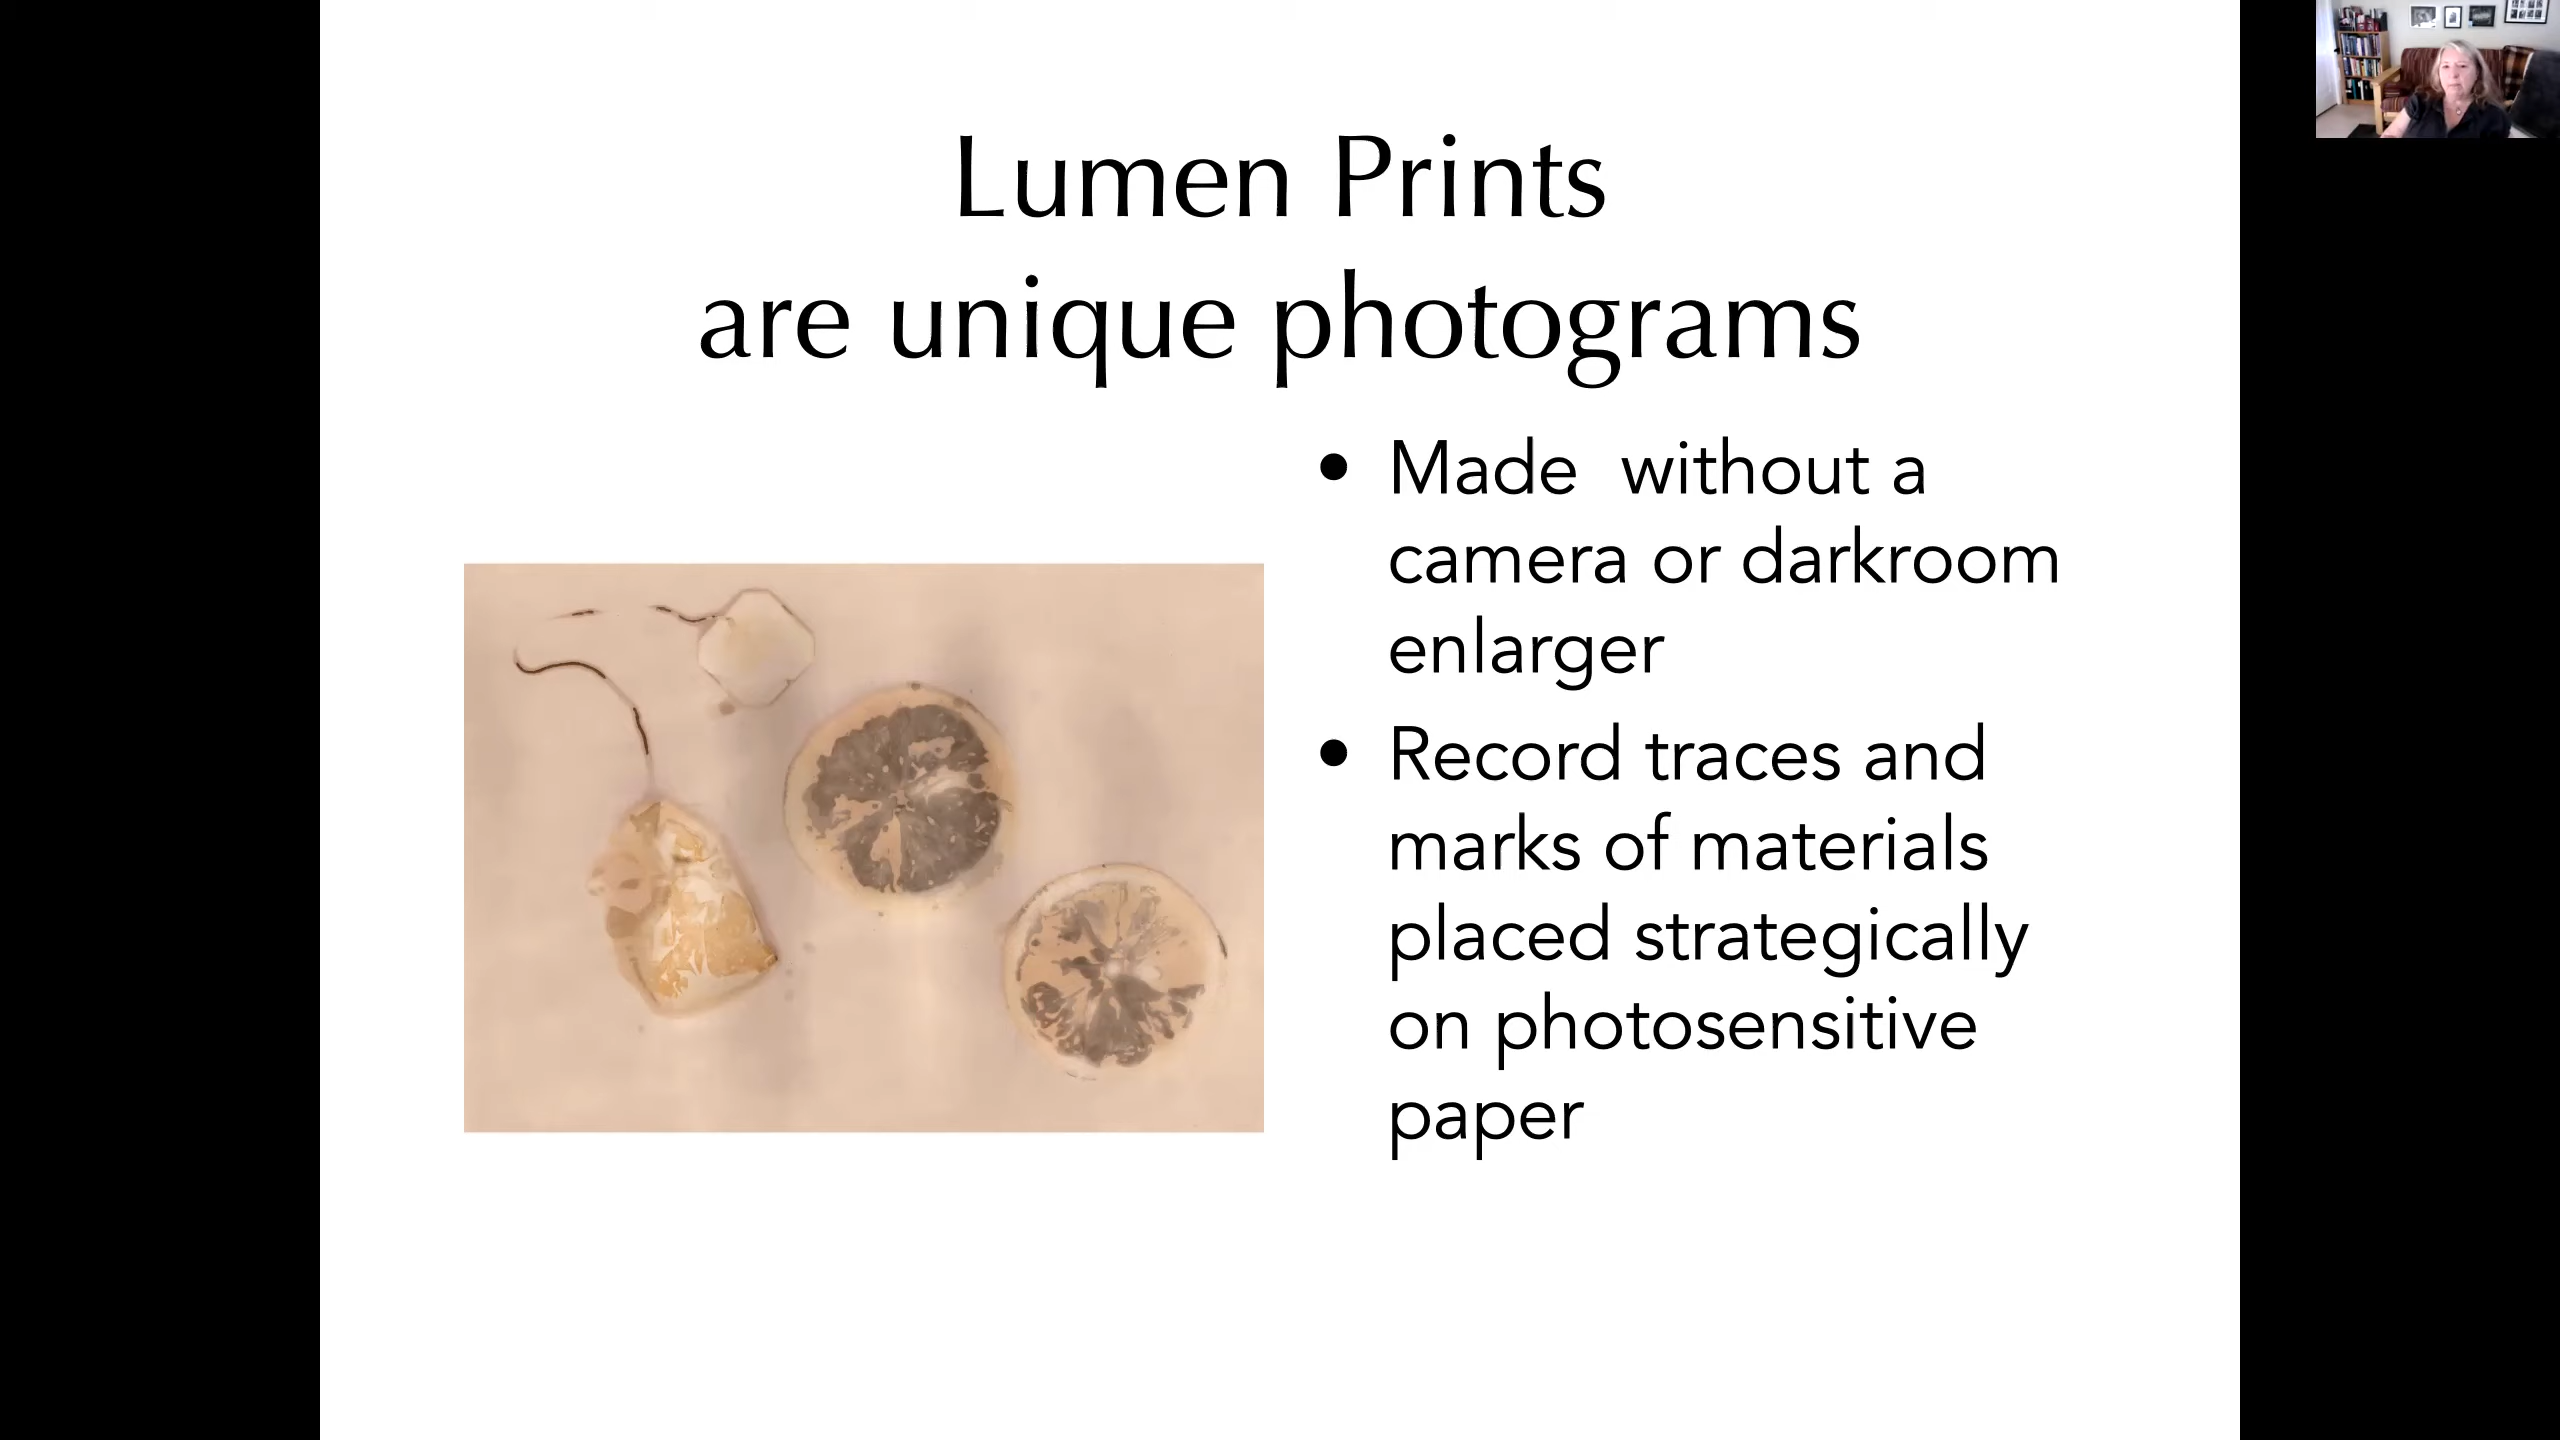 Lumen Prints
are unique photograms
• Made  without a
camera or darkroom
enlarger
• Record traces and
marks of materials
placed strategically
on photosensitive
paper